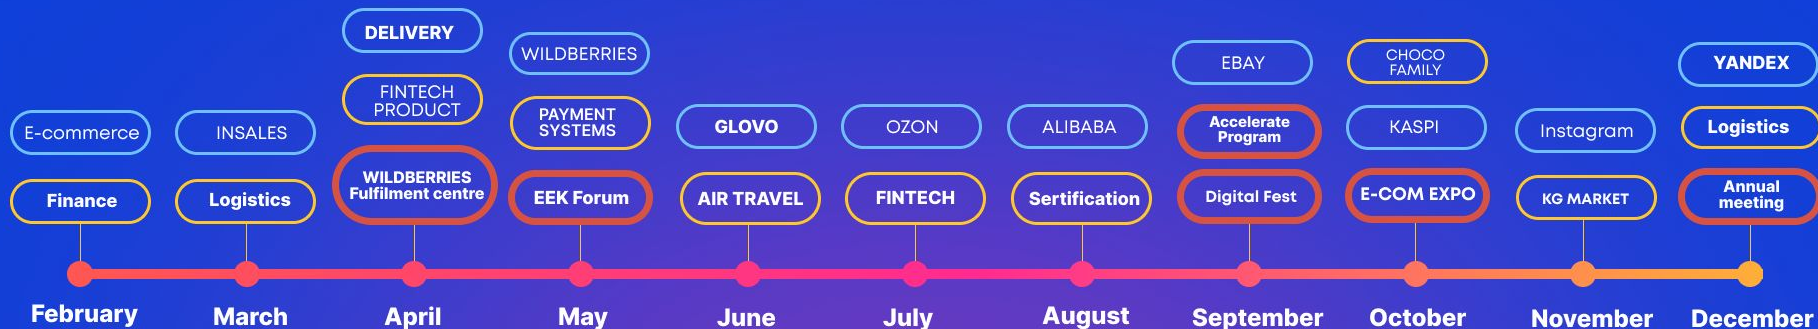 E-commerce
Finance
February
INSALES
Logistics
March
DELIVERY
FINTECH
PRODUCT
WILDBERRIES
Fulfilment centre
April
WILDBERRIES
PAYMENT
SYSTEMS
EEK Forum
May
GLOVO
AIR TRAVEL
June
OZON
FINTECH
July
ALIBABA
Sertification
August
EBAY
Accelerate
Program
Digital Fest
September
CHOCO
FAMILY
KASPI
E-COM EXPO
October
Instagram
KG MARKET
November
YANDEX
Logistics
Annual
meeting
December